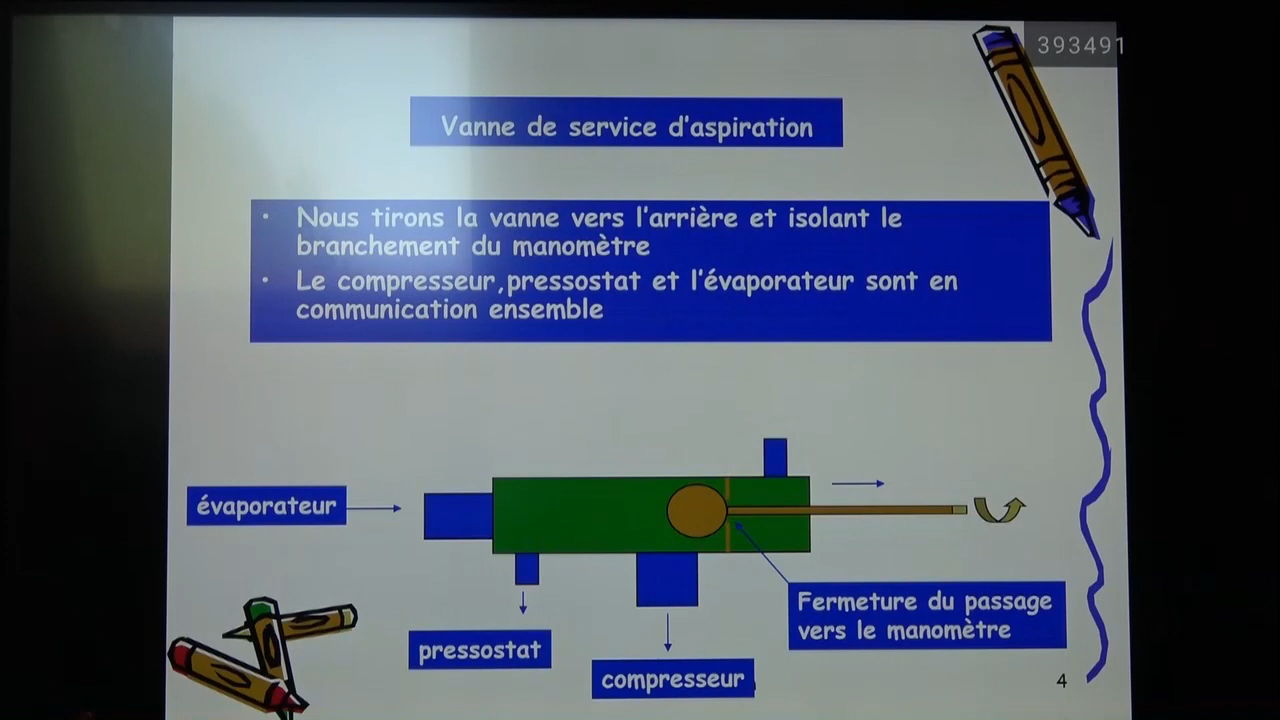 393491
Vanne de service d'aspiration
• Nous tirons la vanne vers l'arrière et isolant le
branchement du manomètre
• Le compresseur,pressostat et l'évaporateur sont en
communication ensemble
évaporateur
Fermeture du passage
vers le manomètre
pressostat
compresseur
4